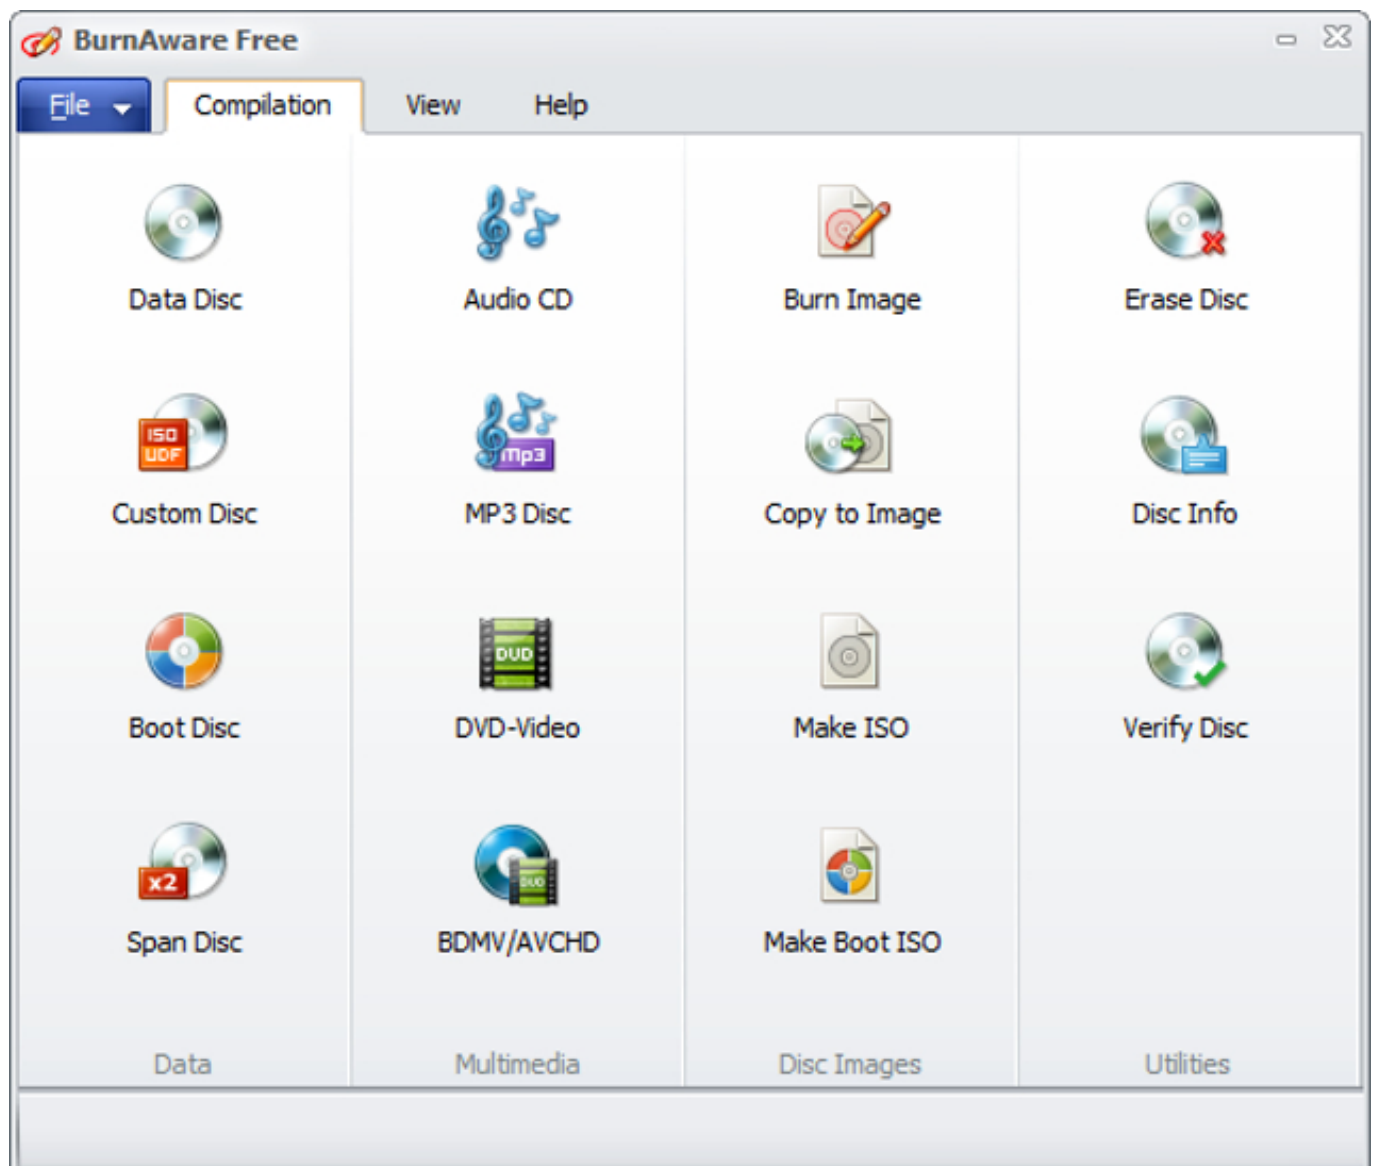 BurnAware Free
File Compilation View Help
Data Disc Audio CD Burn Image Erase Disc
ISO
UDF
mp3
Custom Disc MP3 Disc Copy to Image Disc Info
DVD
Boot Disc DVD-Video Make ISO Verify Disc
x2
DVD
Span Disc BDMV/AVCHD Make Boot ISO
Data Multimedia Disc Images Utilities